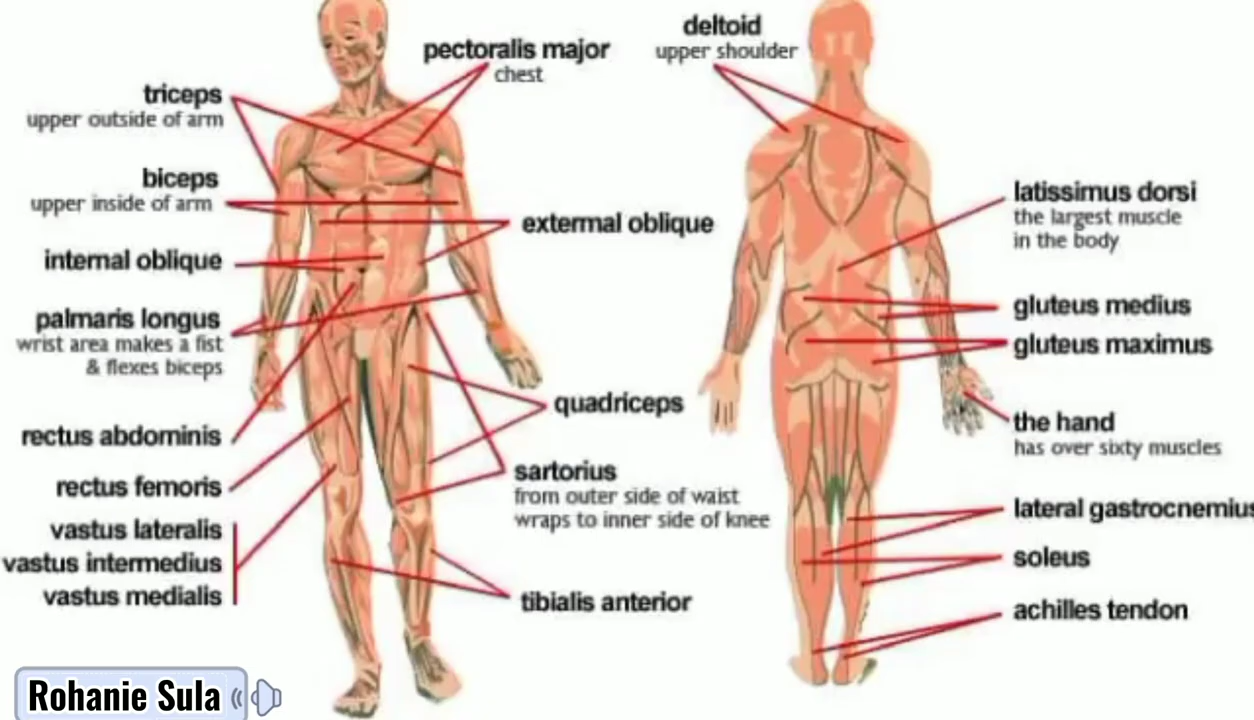 pectoralis major
chest
deltoid
upper shoulder
triceps
upper outside of arm
biceps
upper inside of arm
extermal oblique
internal oblique
palmaris longus
wrist area makes a fist
& flexes biceps
rectus abdominis
rectus femoris
vastus lateralis
vastus intermedius
vastus medialis
quadriceps
sartorius
from outer side of waist
wraps to inner side of knee
tibialis anterior
latissimus dorsi
the largest muscle
in the body
gluteus medius
gluteus maximus
the hand
has over sixty muscles
lateral gastrocnemius
soleus
achilles tendon
Rohanie Sula